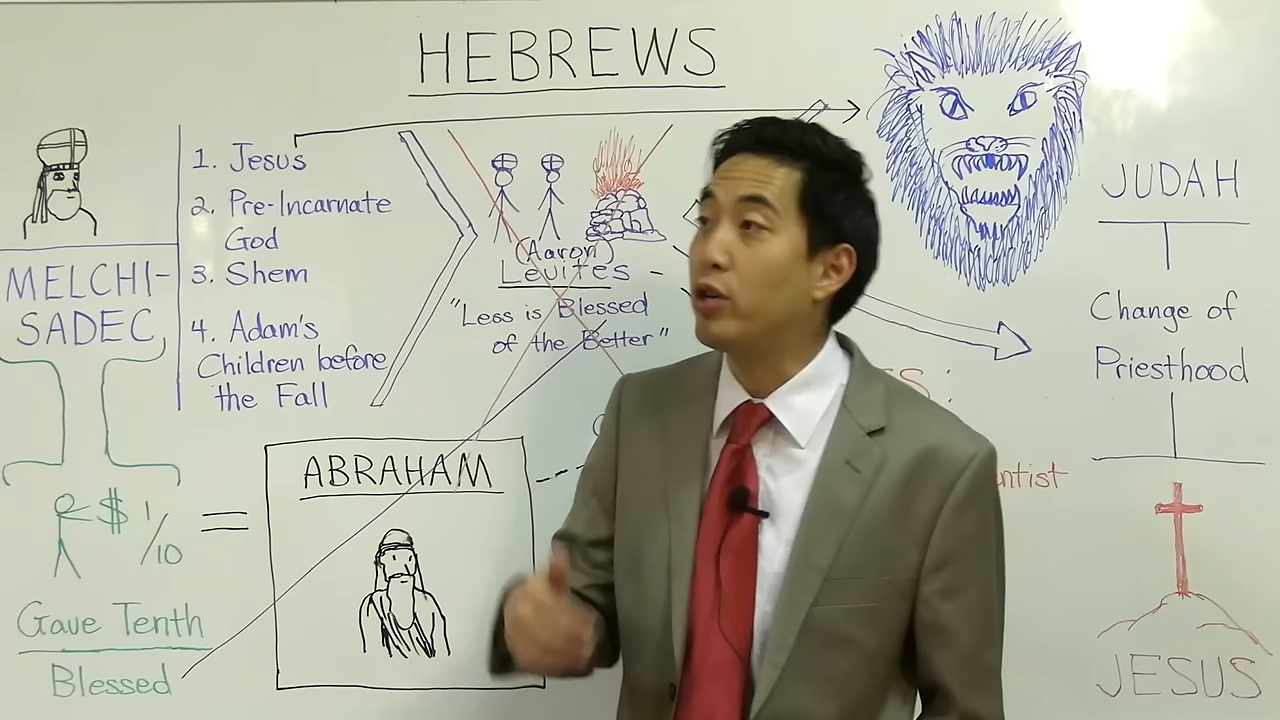 HEBREWS
MELCHI-
SADEC
1. Jesus
2. Pre-Incarnate
God
3. Shem
4. Adam's
Children before
the Fall
(Aaron)
Levites -
"Less is Blessed
of the Better"
JUDAH
Change of
Priesthood
JESUS
ABRAHAM
$ 1/10
=
Gave Tenth
Blessed